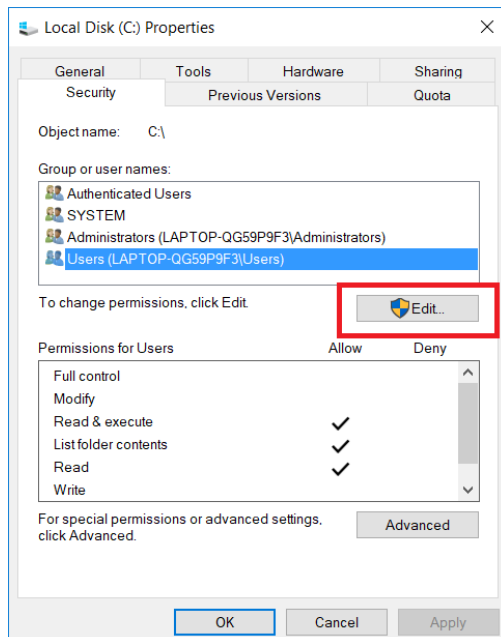 Local Disk (C:) Properties
General Tools Hardware Sharing
Security Previous Versions Quota
Object name: C:\
Group or user names:
Authenticated Users
SYSTEM
Administrators (LAPTOP-QG59P9F3\Administrators)
Users (LAPTOP-QG59P9F3\Users)
To change permissions, click Edit.
Edit...
Permissions for Users Allow Deny
Full control
Modify
Read & execute
List folder contents
Read
Write
For special permissions or advanced settings,
click Advanced.
Advanced
OK Cancel Apply